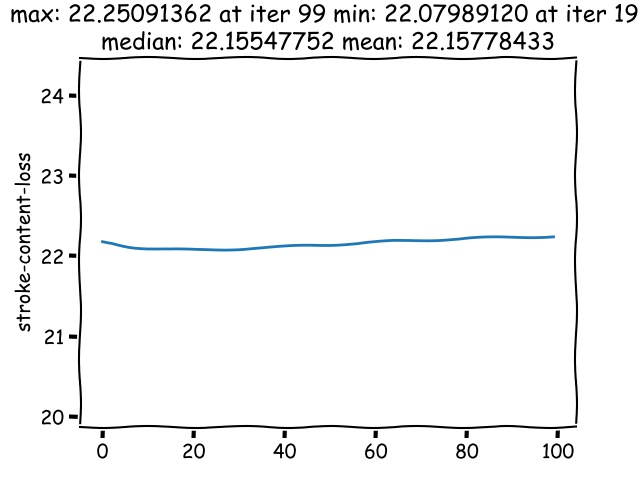 max: 22.25091362 at iter 99 min: 22.07989120 at iter 19
median: 22.15547752 mean: 22.15778433
stroke-content-loss
24
23
22
21
20
0 20 40 60 80 100